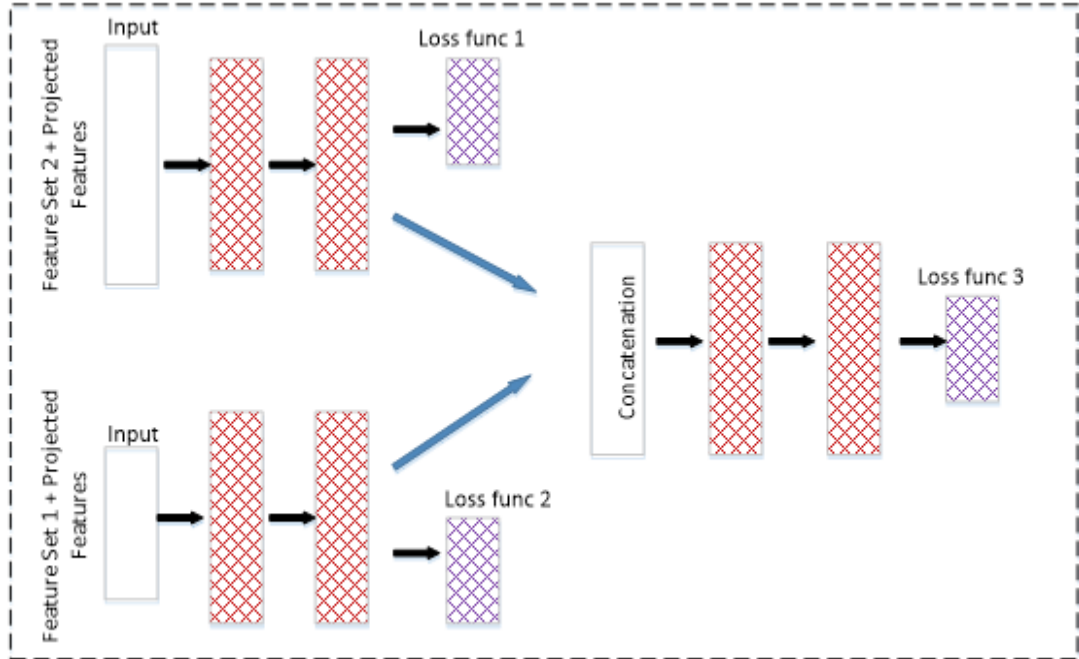 Input
Loss func 1
Feature Set 2 + Projected
Features
Loss func 3
Concatenation
Input
Loss func 2
Feature Set 1 + Projected
Features